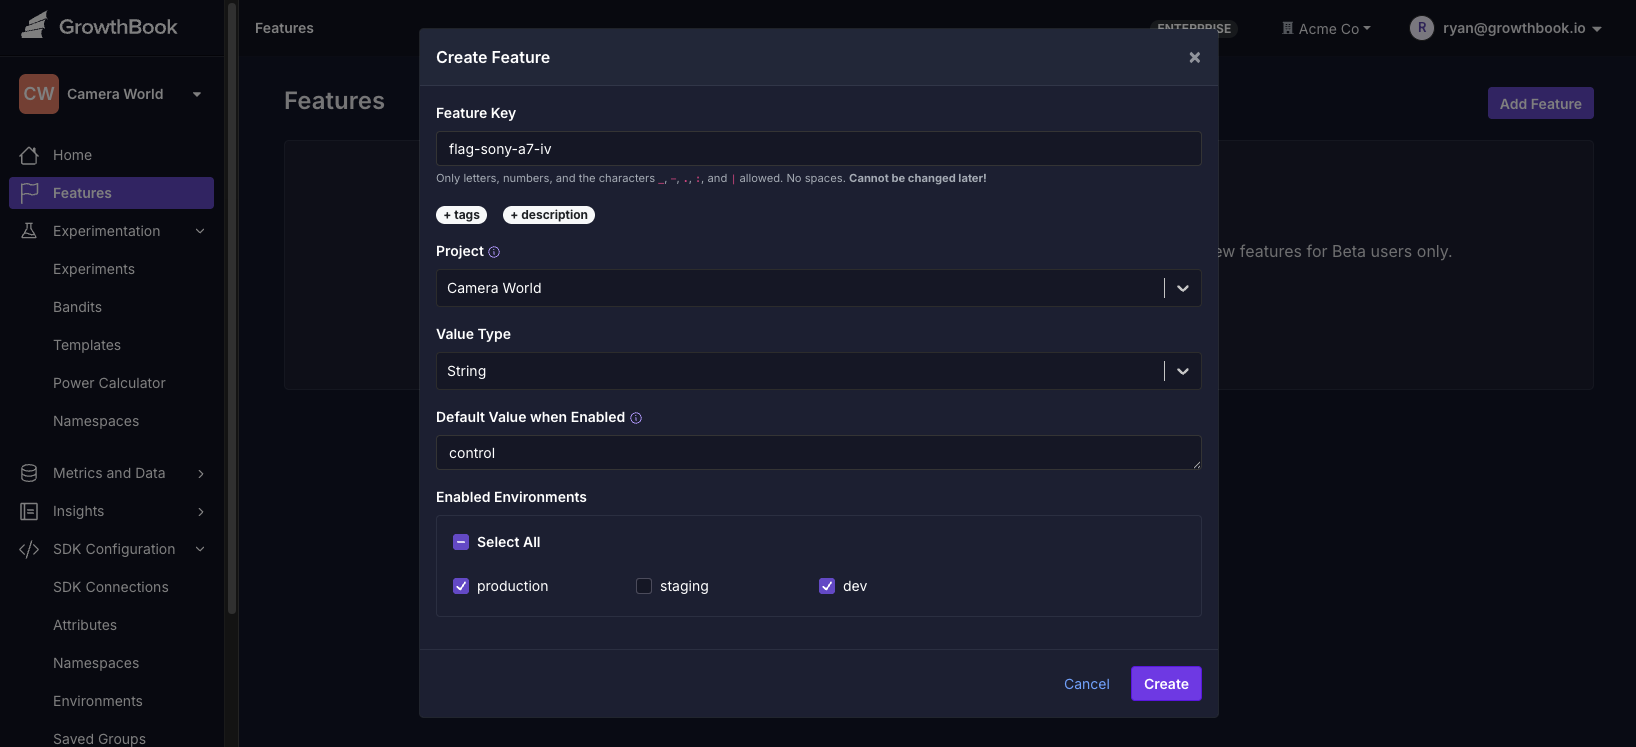 GrowthBook
Features
ENTERPRISE
Acme Co
R
ryan@growthbook.io
CW
Camera World
Features
Add Feature
Home
Features
Experimentation
Experiments
Bandits
Templates
Power Calculator
Namespaces
Metrics and Data
Insights
SDK Configuration
SDK Connections
Attributes
Namespaces
Environments
Saved Groups
features for Beta users only.
Create Feature
×
Feature Key
flag-sony-a7-iv
Only letters, numbers, and the characters _, -, ., :, and | allowed. No spaces. Cannot be changed later!
+ tags
+ description
Project
Camera World
Value Type
String
Default Value when Enabled
control
Enabled Environments
Select All
production
staging
dev
Cancel
Create